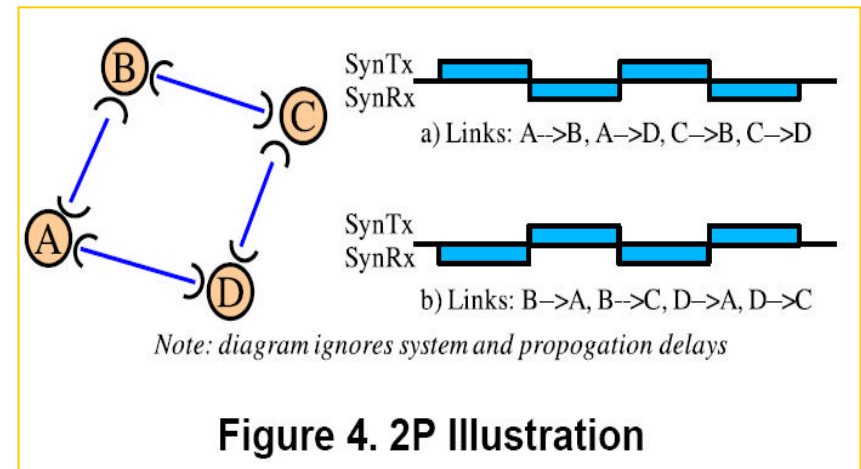 B
C
A
D
SynTx
SynRx
a) Links: A-->B, A-->D, C-->B, C-->D
SynTx
SynRx
b) Links: B-->A, B-->C, D-->A, D-->C
Note: diagram ignores system and propogation delays
Figure 4. 2P Illustration